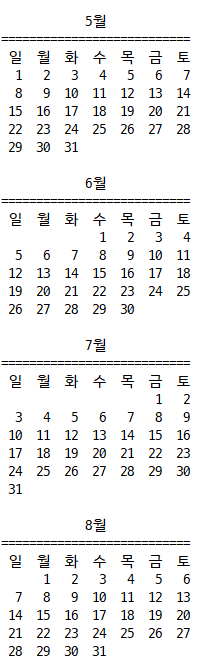 5월
===========================
일 월 화 수 목 금 토
1 2 3 4 5 6 7
8 9 10 11 12 13 14
15 16 17 18 19 20 21
22 23 24 25 26 27 28
29 30 31
6월
===========================
일 월 화 수 목 금 토
1 2 3 4
5 6 7 8 9 10 11
12 13 14 15 16 17 18
19 20 21 22 23 24 25
26 27 28 29 30
7월
===========================
일 월 화 수 목 금 토
1 2
3 4 5 6 7 8 9
10 11 12 13 14 15 16
17 18 19 20 21 22 23
24 25 26 27 28 29 30
31
8월
===========================
일 월 화 수 목 금 토
1 2 3 4 5 6
7 8 9 10 11 12 13
14 15 16 17 18 19 20
21 22 23 24 25 26 27
28 29 30 31